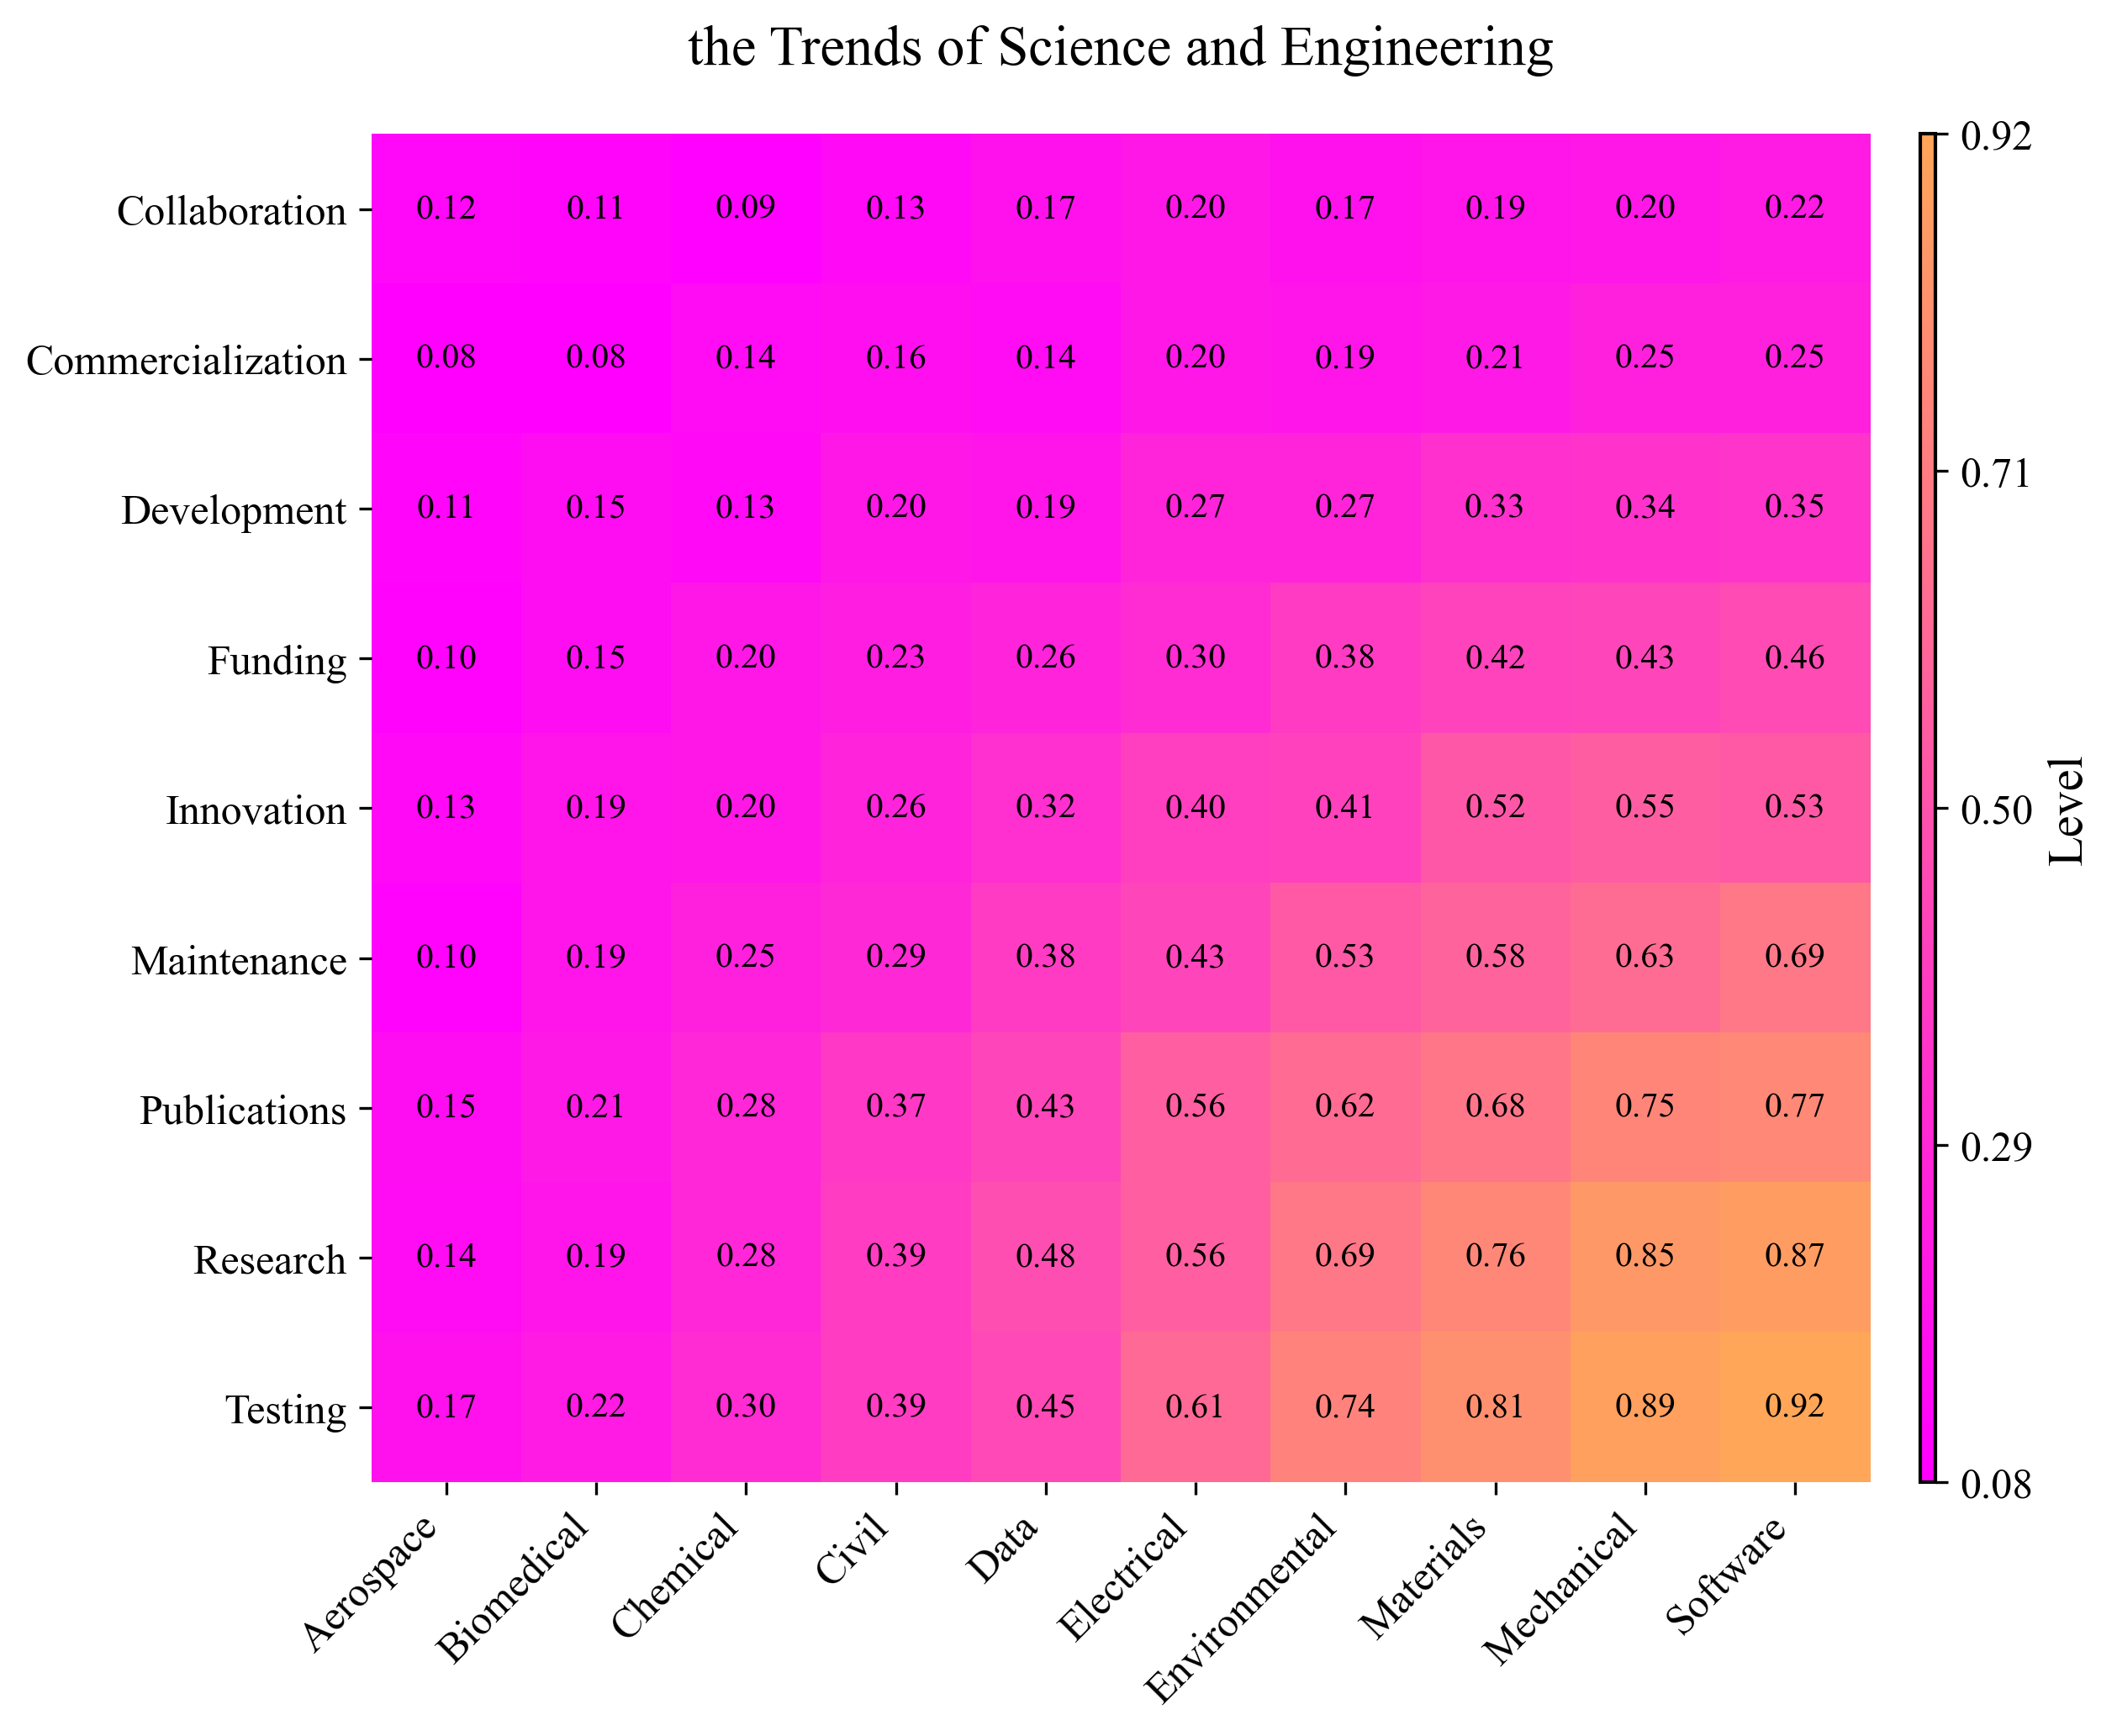 the Trends of Science and Engineering
Collaboration 0.12 0.11 0.09 0.13 0.17 0.20 0.17 0.19 0.20 0.22
Commercialization 0.08 0.08 0.14 0.16 0.14 0.20 0.19 0.21 0.25 0.25
Development 0.11 0.15 0.13 0.20 0.19 0.27 0.27 0.33 0.34 0.35
Funding 0.10 0.15 0.20 0.23 0.26 0.30 0.38 0.42 0.43 0.46
Innovation 0.13 0.19 0.20 0.26 0.32 0.40 0.41 0.52 0.55 0.53
Maintenance 0.10 0.19 0.25 0.29 0.38 0.43 0.53 0.58 0.63 0.69
Publications 0.15 0.21 0.28 0.37 0.43 0.56 0.62 0.68 0.75 0.77
Research 0.14 0.19 0.28 0.39 0.48 0.56 0.69 0.76 0.85 0.87
Testing 0.17 0.22 0.30 0.39 0.45 0.61 0.74 0.81 0.89 0.92
Aerospace Biomedical Chemical Civil Data Electrical Environmental Materials Mechanical Software
0.92
0.71
0.50
0.29
0.08
Level